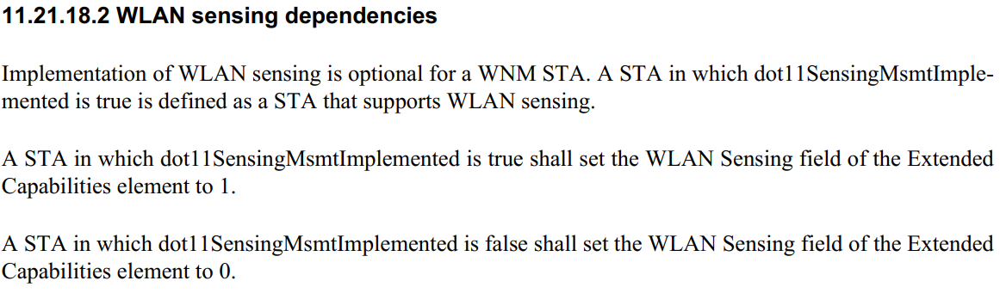 11.21.18.2 WLAN sensing dependencies
Implementation of WLAN sensing is optional for a WNM STA. A STA in which dot11SensingMsmtImple-
mented is true is defined as a STA that supports WLAN sensing.
A STA in which dot11SensingMsmtImplemented is true shall set the WLAN Sensing field of the Extended
Capabilities element to 1.
A STA in which dot11SensingMsmtImplemented is false shall set the WLAN Sensing field of the Extended
Capabilities element to 0.